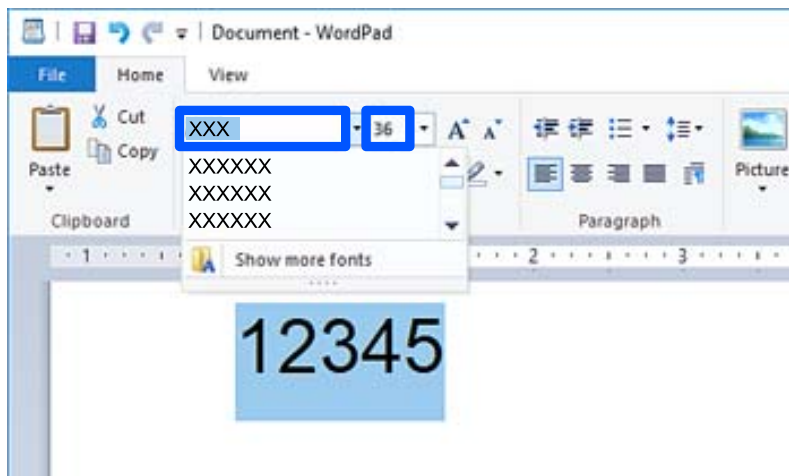 Document - WordPad
File Home View
Cut
Copy
Paste
Clipboard
XXX 36 A A
XXXXXX
XXXXXX
XXXXXX
Show more fonts
Paragraph
Picture
1 2 3
12345